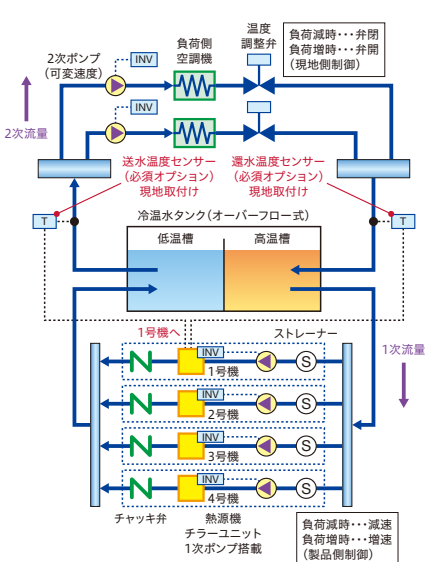 2次ポンプ
(可変速度)
INV
負荷側
空調機
温度
調整弁
負荷減時･･･弁閉
負荷増時･･･弁開
(現地側制御)
INV
2次流量
送水温度センサー
(必須オプション)
現地取付け
還水温度センサー
(必須オプション)
現地取付け
T
T
冷温水タンク(オーバーフロー式)
低温槽
高温槽
1号機へ
ストレーナー
1次流量
INV
S
1号機
INV
S
2号機
INV
S
3号機
INV
S
4号機
チャッキ弁
熱源機
チラーユニット
1次ポンプ搭載
負荷減時･･･減速
負荷増時･･･増速
(製品側制御)